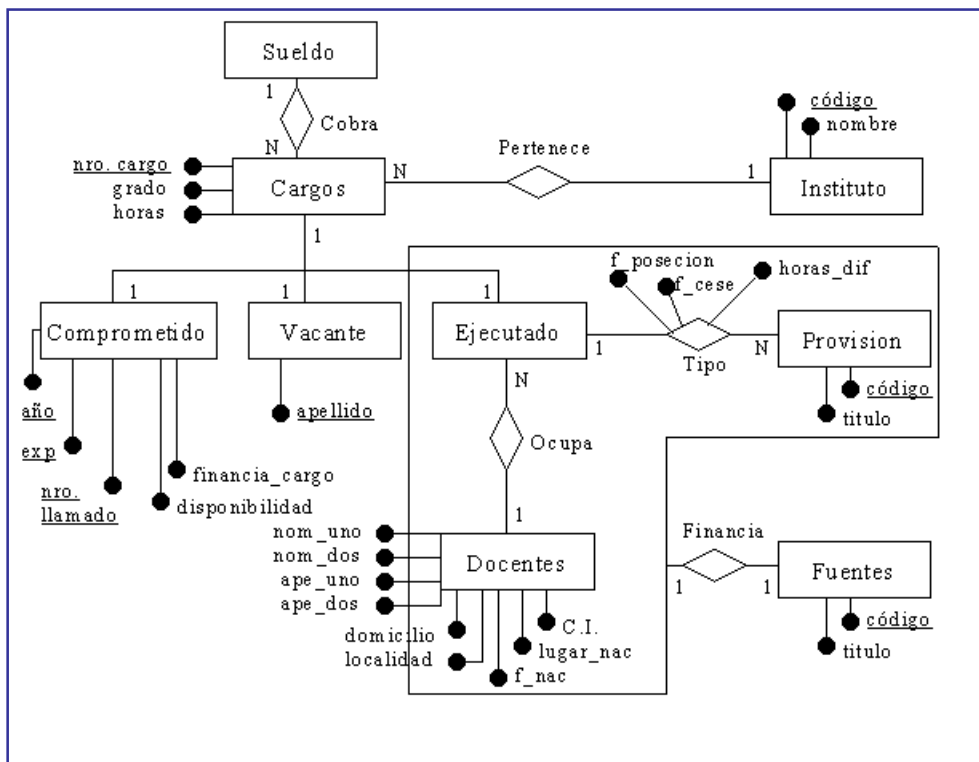 Sueldo
1
Cobra
N
código
nombre
Pertenece
nro. cargo
grado
horas
Cargos
N
1
Instituto
1
f_posecion
f_cese
horas_dif
1
1
1
Comprometido
Vacante
Ejecutado
1
Tipo
N
Provision
N
código
titulo
año
apellido
Ocupa
exp
financia_cargo
nro.
llamado
disponibilidad
1
nom_uno
nom_dos
ape_uno
ape_dos
Docentes
Financia
1
1
Fuentes
domicilio
localidad
C.I.
lugar_nac
f_nac
código
titulo